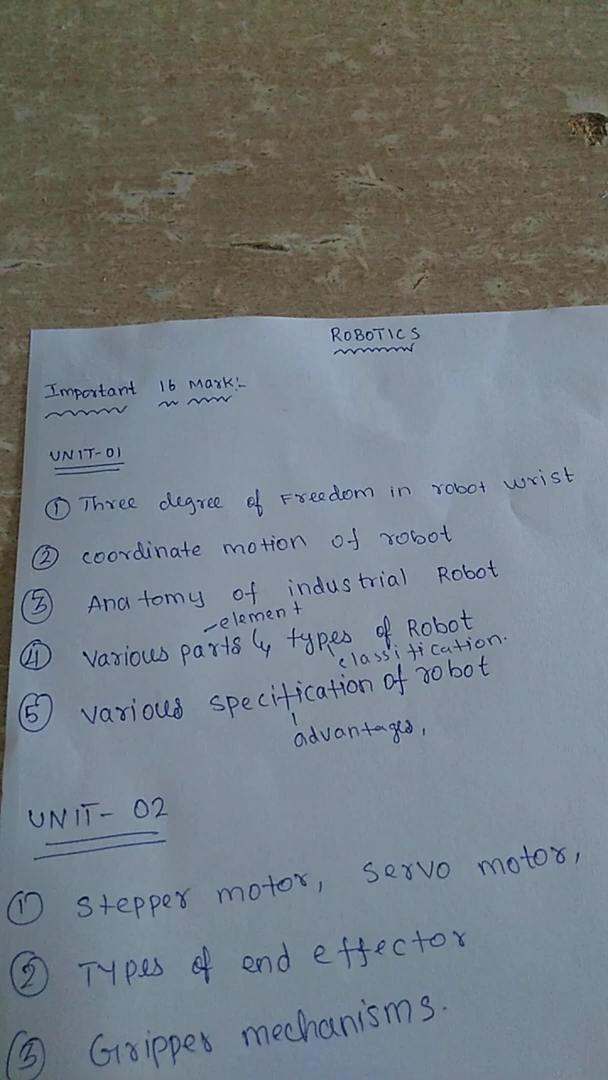 ROBOTICS
Important 16 Mark:-
UNIT-01
① Three degree of Freedom in robot wrist
② coordinate motion of robot
③ Anatomy of industrial Robot
- element
④ Various parts & types of Robot
classification.
⑤ Various specification of robot
advantages,
UNIT- 02
① Stepper motor, Servo motor,
② Types of end effector
③ Gripper mechanisms.